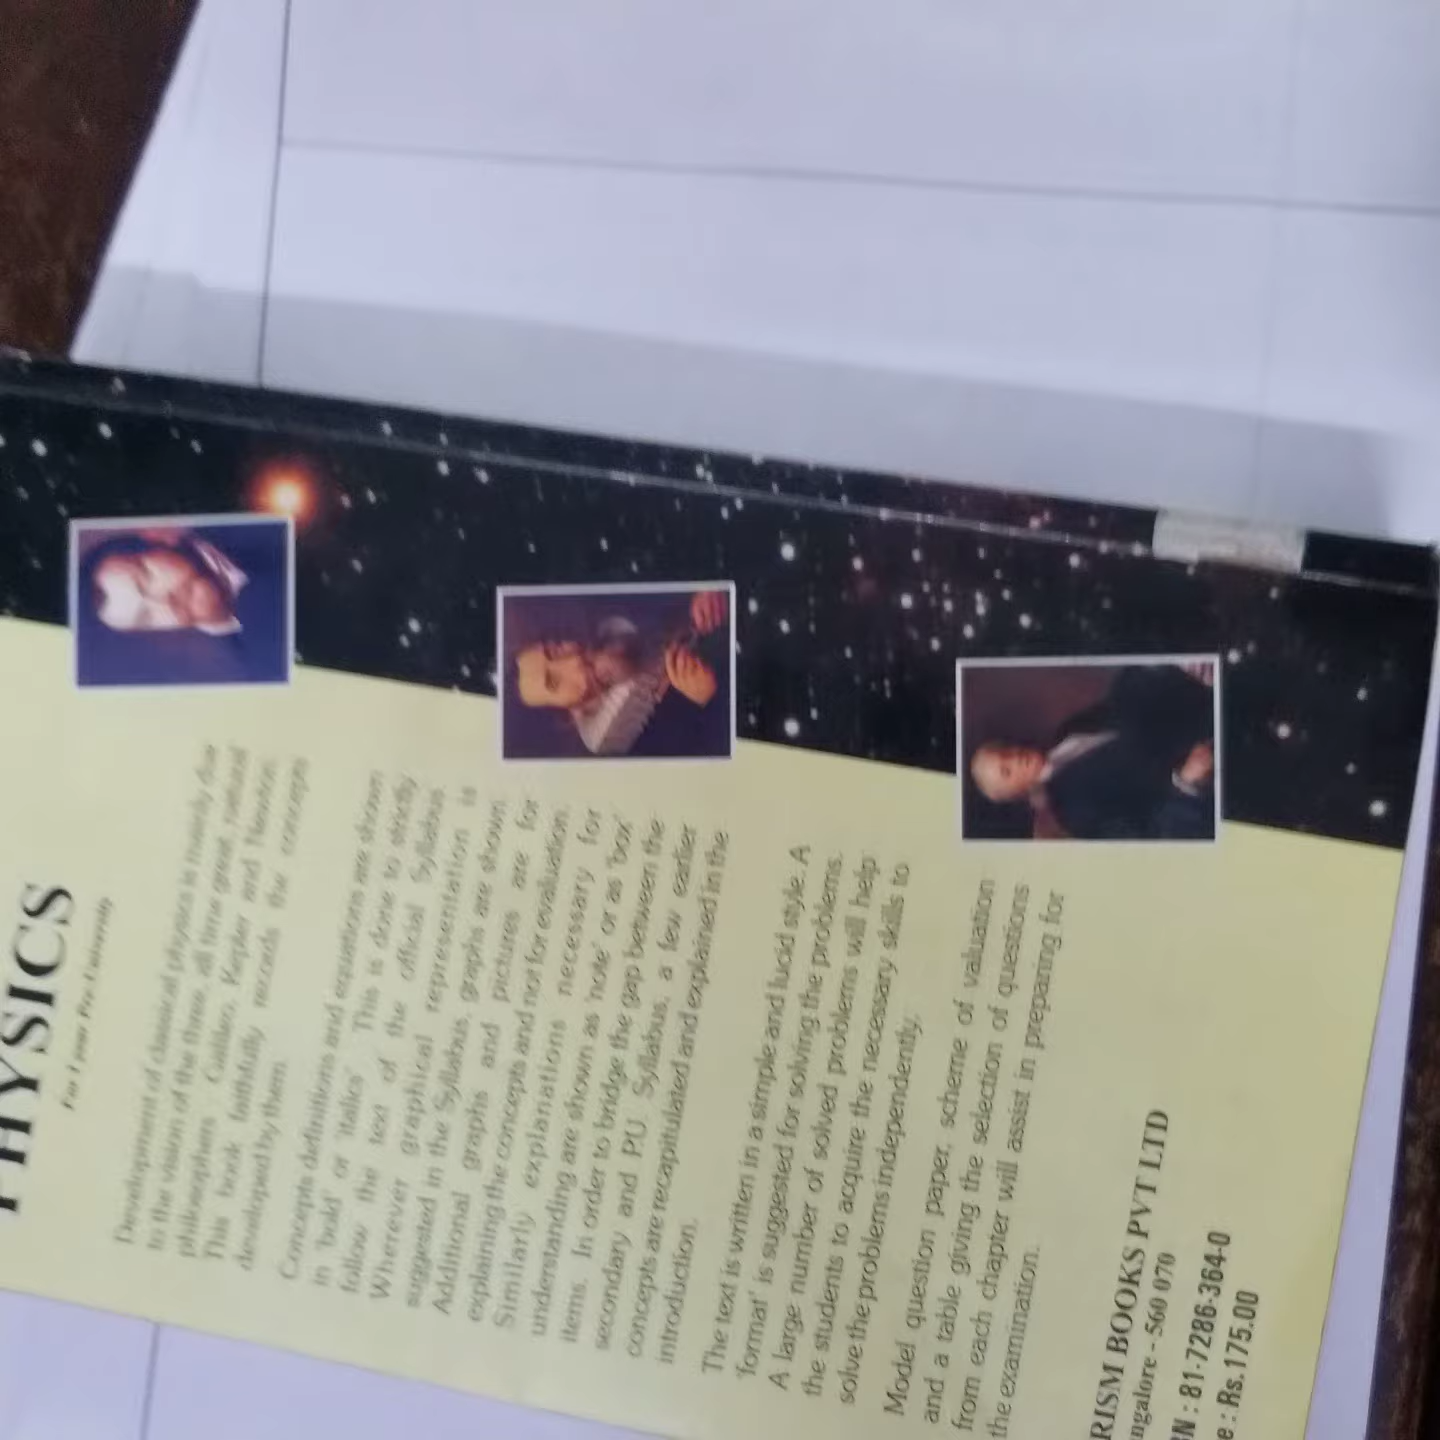 PHYSICS
For I year Pre-University
Development of classical physics is mainly due
to the vision of the three, all time great, natural
philosophers Galileo, Kepler and Newton.
This book faithfully records the concepts
developed by them.
Concepts definitions and equations are shown
in 'bold' or 'italics'. This is done to strictly
follow the text of the official Syllabus.
Wherever graphical representation is
suggested in the Syllabus, graphs are shown.
Additional graphs and pictures are for
explaining the concepts and not for evaluation.
Similarly explanations necessary for
understanding are shown as 'note' or as 'box'
items. In order to bridge the gap between the
secondary and PU Syllabus, a few earlier
concepts are recapitulated and explained in the
introduction.
The text is written in a simple and lucid style. A
'format' is suggested for solving the problems.
A large number of solved problems will help
the students to acquire the necessary skills to
solve the problems independently.
Model question paper, scheme of valuation
and a table giving the selection of questions
from each chapter will assist in preparing for
the examination.
RISM BOOKS PVT LTD
ngalore - 560 070
BN : 81-7286-364-0
e : Rs.175.00